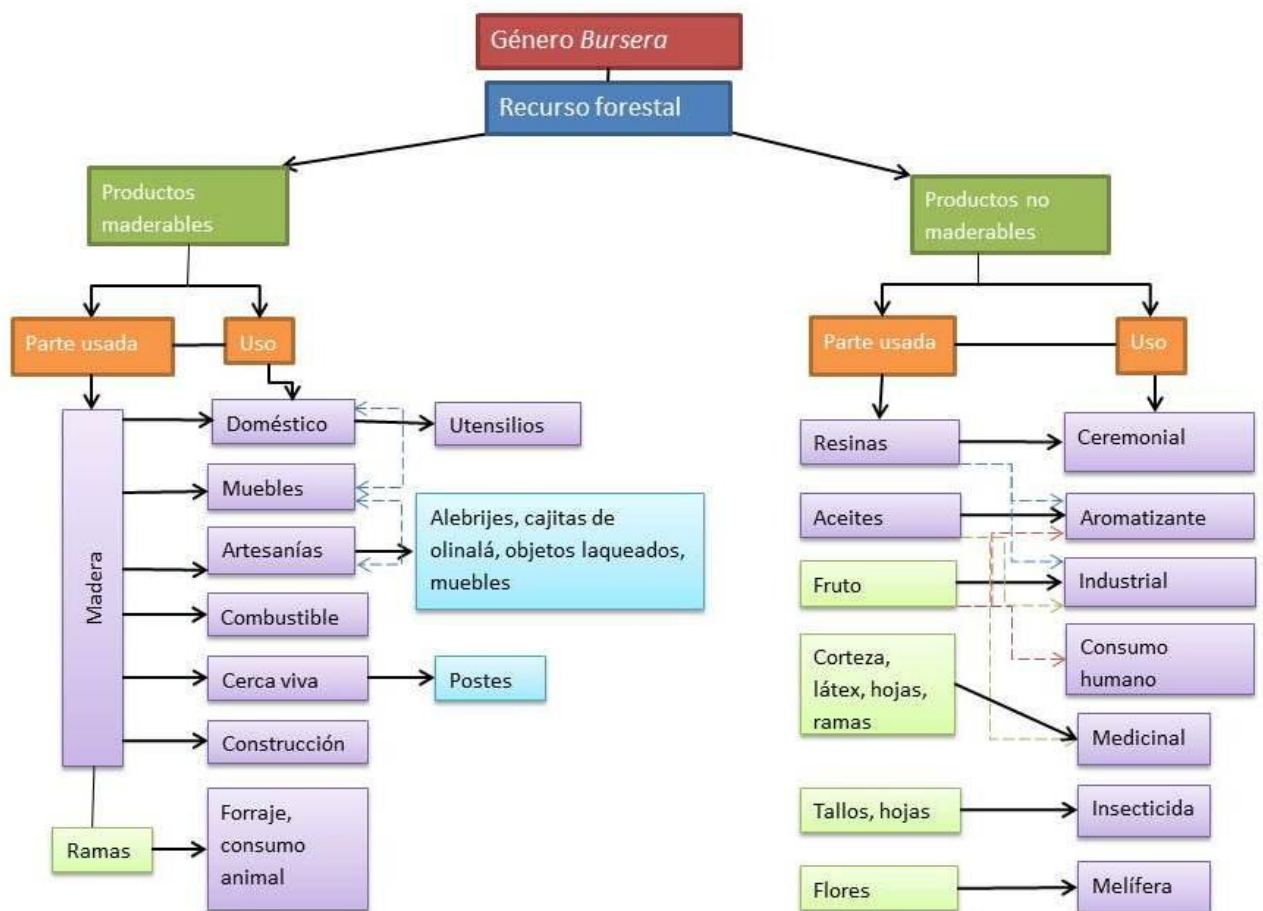 Género Bursera
Recurso forestal
Productos
maderables
Parte usada
Uso
Madera
Doméstico
Utensilios
Muebles
Artesanías
Alebrijes, cajitas de
olinalá, objetos laqueados,
muebles
Combustible
Cerca viva
Postes
Construcción
Ramas
Forraje,
consumo
animal
Productos no
maderables
Parte usada
Uso
Resinas
Ceremonial
Aceites
Aromatizante
Fruto
Industrial
Consumo
humano
Corteza,
látex, hojas,
ramas
Medicinal
Tallos, hojas
Insecticida
Flores
Melífera